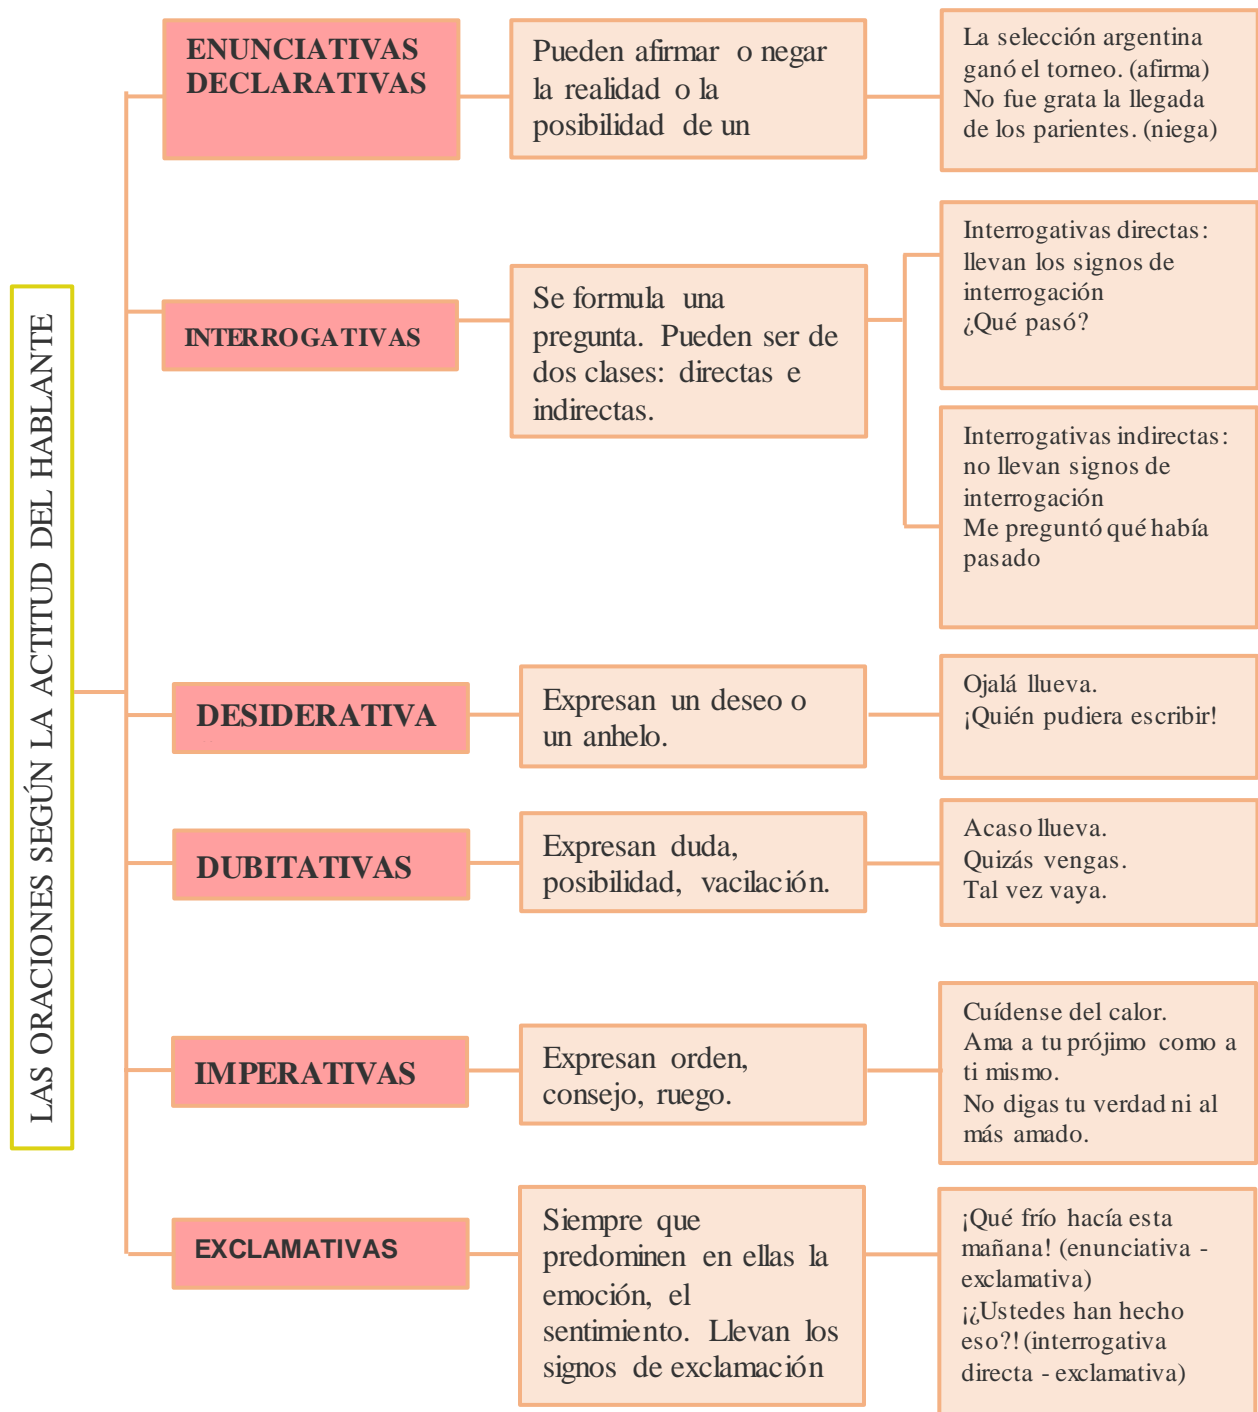 LAS ORACIONES SEGÚN LA ACTITUD DEL HABLANTE
ENUNCIATIVAS
DECLARATIVAS
Pueden afirmar o negar
la realidad o la
posibilidad de un
La selección argentina
ganó el torneo. (afirma)
No fue grata la llegada
de los parientes. (niega)
INTERROGATIVAS
Se formula una
pregunta. Pueden ser de
dos clases: directas e
indirectas.
Interrogativas directas:
llevan los signos de
interrogación
¿Qué pasó?
Interrogativas indirectas:
no llevan signos de
interrogación
Me preguntó qué había
pasado
DESIDERATIVA
Expresan un deseo o
un anhelo.
Ojalá llueva.
¡Quién pudiera escribir!
DUBITATIVAS
Expresan duda,
posibilidad, vacilación.
Acaso llueva.
Quizás vengas.
Tal vez vaya.
IMPERATIVAS
Expresan orden,
consejo, ruego.
Cuídense del calor.
Ama a tu prójimo como a
ti mismo.
No digas tu verdad ni al
más amado.
EXCLAMATIVAS
Siempre que
predominen en ellas la
emoción, el
sentimiento. Llevan los
signos de exclamación
¡Qué frío hacía esta
mañana! (enunciativa -
exclamativa)
¡¿Ustedes han hecho
eso?! (interrogativa
directa - exclamativa)